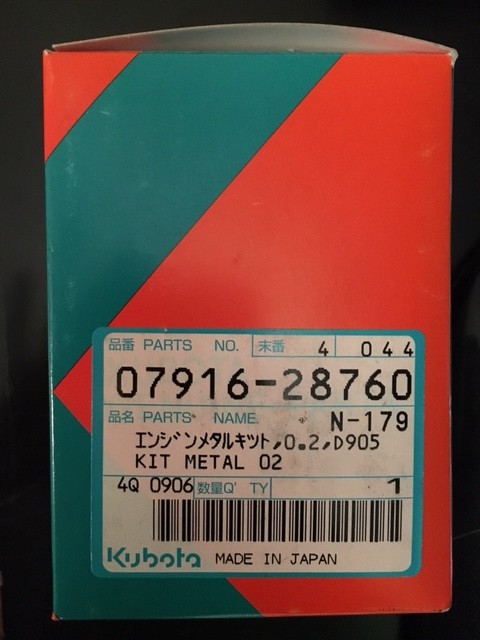 品番 PARTS NO. 末番 4 044
07916-28760
品名 PARTS NAME. N-179
エンジンメタルキツト,0.2,D905
KIT METAL 02
4Q 0906 数量Q'TY 1
Kubota MADE IN JAPAN